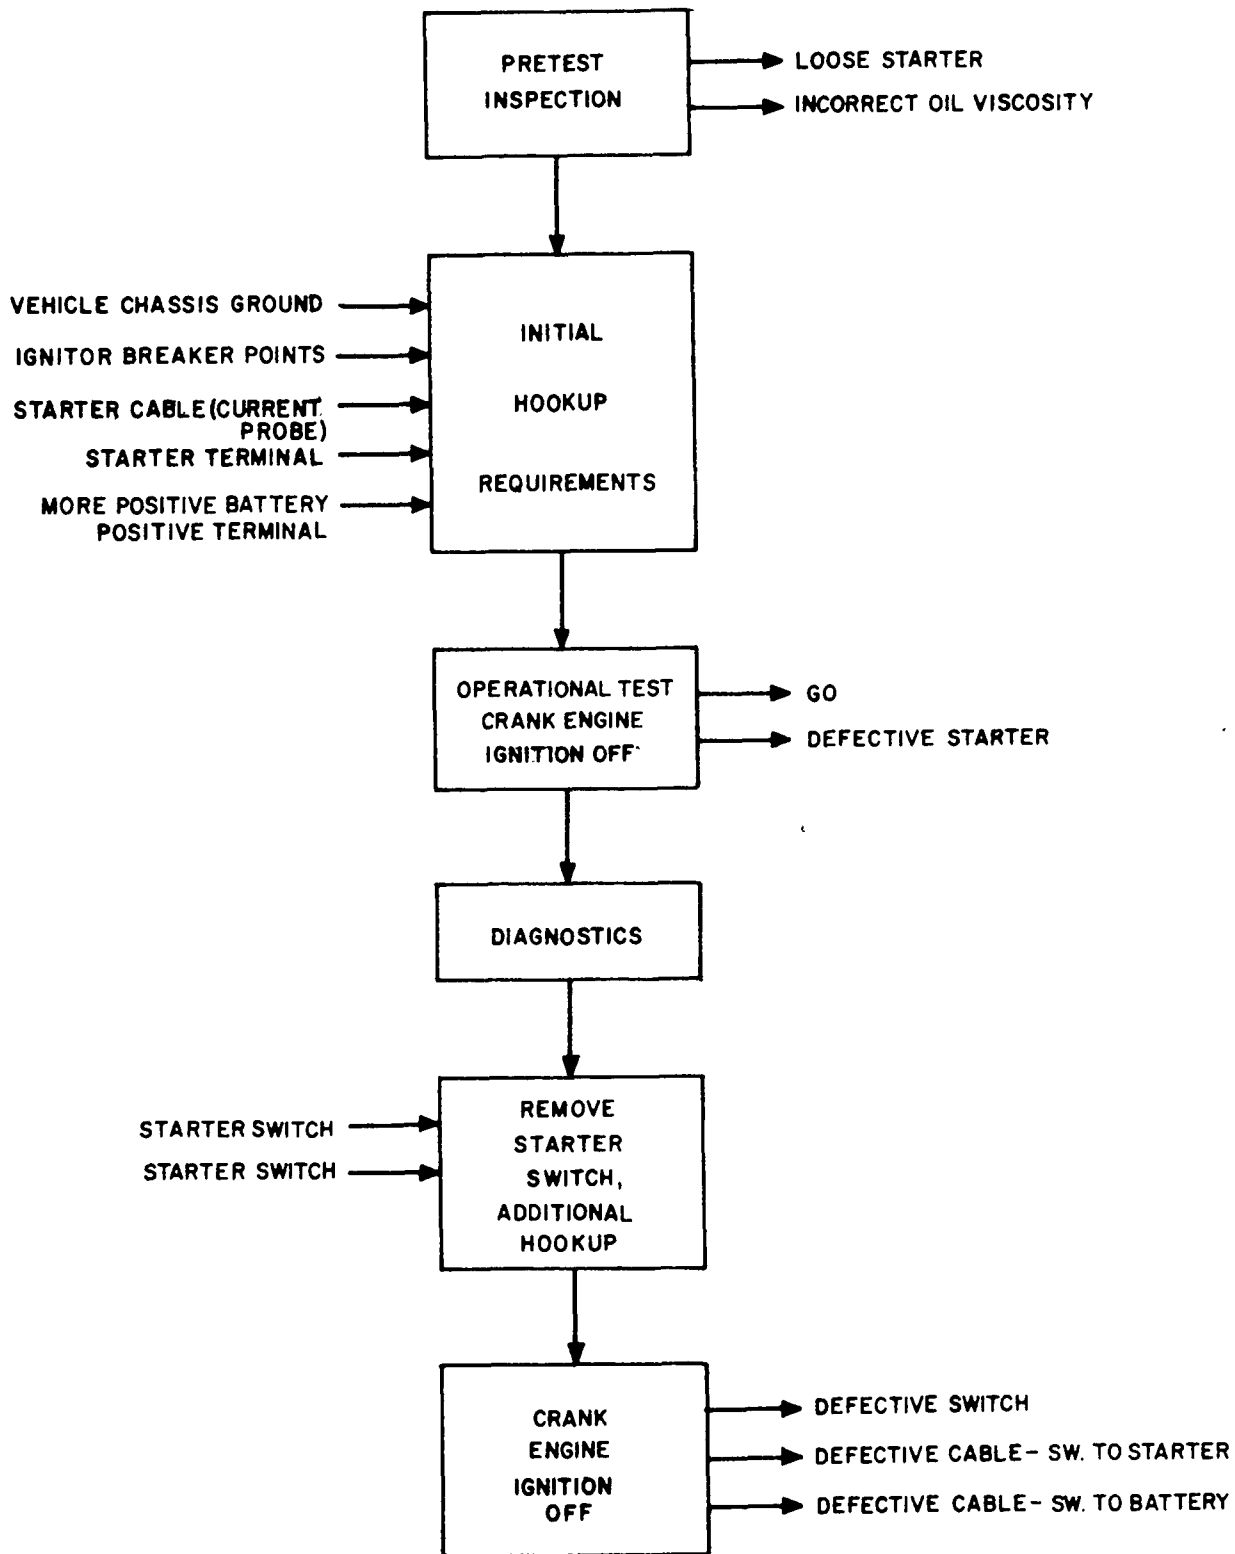 PRETEST
INSPECTION
LOOSE STARTER
INCORRECT OIL VISCOSITY
VEHICLE CHASSIS GROUND
IGNITOR BREAKER POINTS
STARTER CABLE (CURRENT
PROBE)
STARTER TERMINAL
MORE POSITIVE BATTERY
POSITIVE TERMINAL
INITIAL
HOOKUP
REQUIREMENTS
OPERATIONAL TEST
CRANK ENGINE
IGNITION OFF
GO
DEFECTIVE STARTER
DIAGNOSTICS
STARTER SWITCH
STARTER SWITCH
REMOVE
STARTER
SWITCH,
ADDITIONAL
HOOKUP
CRANK
ENGINE
IGNITION
OFF
DEFECTIVE SWITCH
DEFECTIVE CABLE- SW. TO STARTER
DEFECTIVE CABLE- SW. TO BATTERY